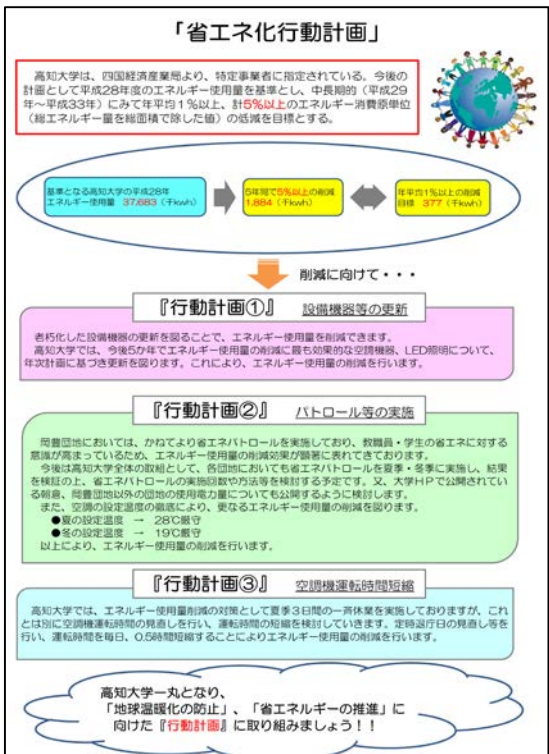 「省エネ化行動計画」
高知大学は、四国経済産業局より、特定事業者に指定されている。今後の
計画として平成28年度のエネルギー使用量を基準とし、中長期的（平成29
年～平成33年）にみて年平均１％以上、計5％以上のエネルギー消費原単位
（総エネルギー量を総面積で除した値）の低減を目標とする。
基準となる高知大学の平成28年
エネルギー使用量　37,683（千kwh）
5年間で5％以上の削減
1,884（千kwh）
年平均1％以上の削減
目標　377（千kwh）
削減に向けて・・・
『行動計画①』　設備機器等の更新
老朽化した設備機器の更新を図ることで、エネルギー使用量を削減できます。
高知大学では、今後5か年でエネルギー使用量の削減に最も効果的な空調機器、LED照明について、
年次計画に基づき更新を図ります。これにより、エネルギー使用量の削減を行います。
『行動計画②』　パトロール等の実施
岡豊団地においては、かねてより省エネパトロールを実施しており、教職員・学生の省エネに対する
意識が高まっているため、エネルギー使用量の削減効果が顕著に表れてきております。
今後は高知大学全体の取組として、各団地においても省エネパトロールを夏季・冬季に実施し、結果
を検証の上、省エネパトロールの実施回数や方法等を検討する予定です。又、大学HPで公開されてい
る朝倉、岡豊団地以外の団地の使用電力量についても公開するように検討します。
また、空調の設定温度の徹底により、更なるエネルギー使用量の削減を図ります。
●夏の設定温度　→　28℃厳守
●冬の設定温度　→　19℃厳守
以上により、エネルギー使用量の削減を行います。
『行動計画③』　空調機運転時間短縮
高知大学では、エネルギー使用量削減の対策として夏季３日間の一斉休業を実施しておりますが、これ
とは別に空調機運転時間の見直しを行い、運転時間の短縮を検討していきます。定時退庁日の見直し等を
行い、運転時間を毎日、0.5時間短縮することによりエネルギー使用量の削減を行います。
高知大学一丸となり、
「地球温暖化の防止」、「省エネルギーの推進」に
向けた『行動計画』に取り組みましょう！！